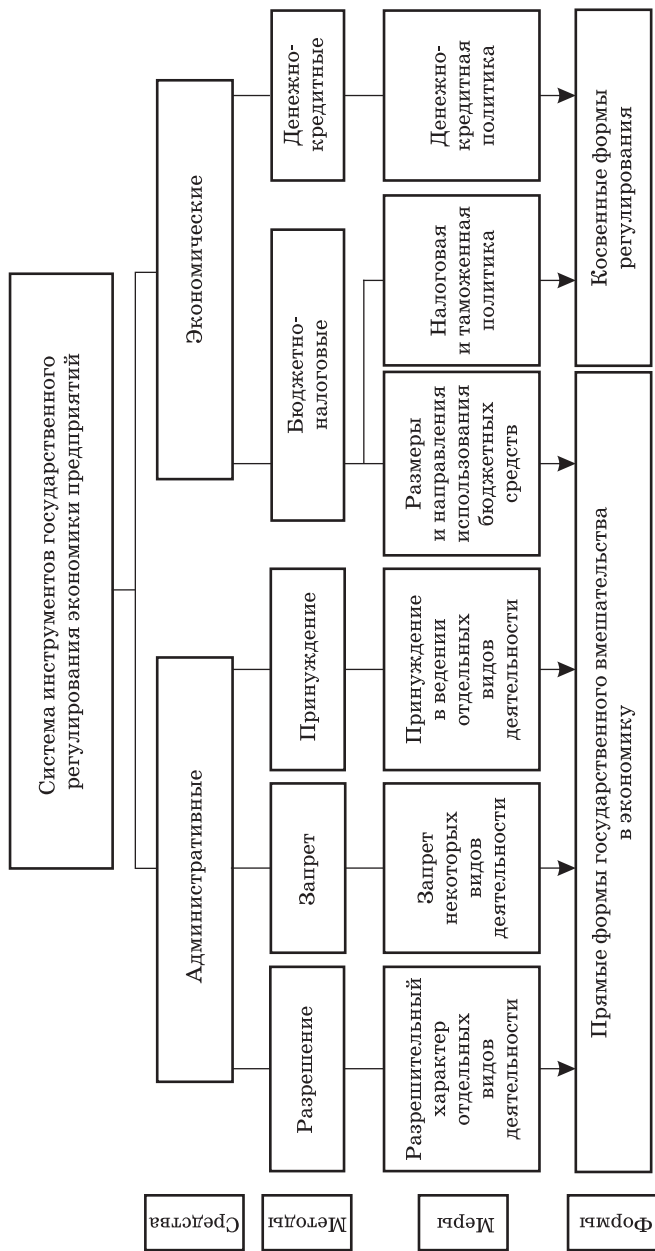 Система инструментов государственного
регулирования экономики предприятий
Средства
Административные
Экономические
Методы
Разрешение
Запрет
Принуждение
Бюджетно-
налоговые
Денежно-
кредитные
Меры
Разрешительный
характер
отдельных
видов
деятельности
Запрет
некоторых
видов
деятельности
Принуждение
в ведении
отдельных
видов
деятельности
Размеры
и направления
использования
бюджетных
средств
Налоговая
и таможенная
политика
Денежно-
кредитная
политика
Формы
Прямые формы государственного вмешательства
в экономику
Косвенные формы
регулирования